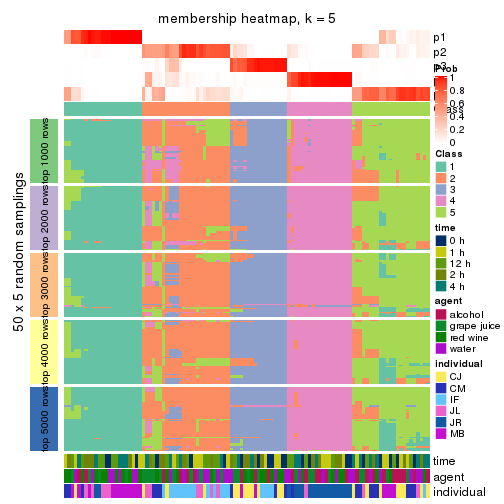 membership heatmap, k = 5
p1
p2
Prob
1
0.8
0.6
0.4
0.2
0
Class
1
2
3
4
5
time
0 h
1 h
12 h
2 h
4 h
agent
alcohol
grape juice
red wine
water
individual
CJ
CM
IF
JL
JR
MB
50 x 5 random samplings
top 1000 rows
top 2000 rows
top 3000 rows
top 4000 rows
top 5000 rows
time
agent
individual